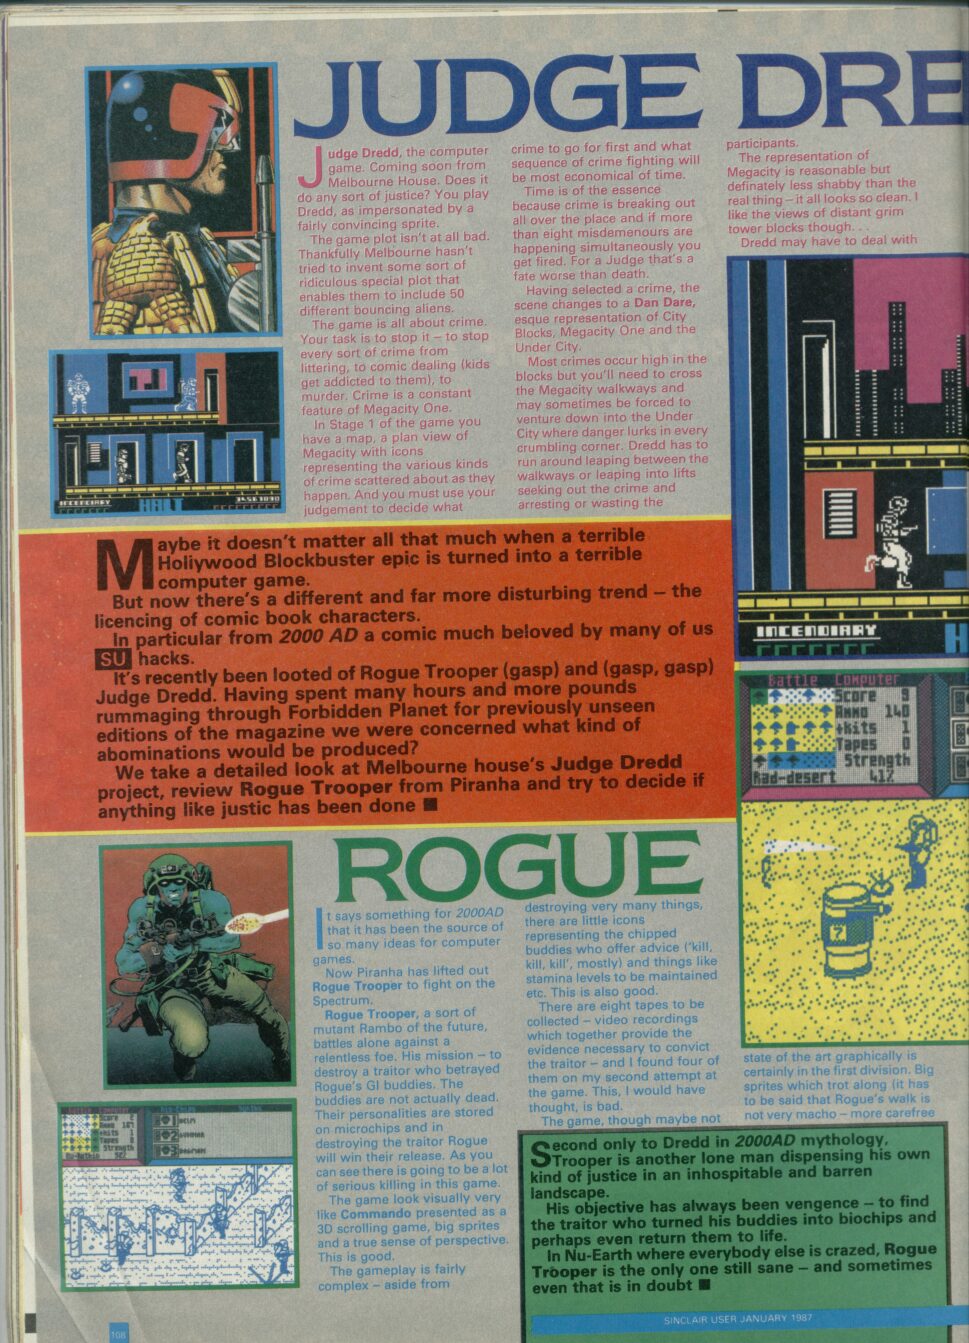 JUDGE DRE
Judge Dredd, the computer
game. Coming soon from
Melbourne House. Does it
do any sort of justice? You play
Dredd, as impersonated by a
fairly convincing sprite.
The game plot isn't at all bad.
Thankfully Melbourne hasn't
tried to invent some sort of
ridiculous special plot that
enables them to include 50
different bouncing aliens.
The game is all about crime.
Your task is to stop it – to stop
every sort of crime from
littering, to comic dealing (kids
get addicted to them), to
murder. Crime is a constant
feature of Megacity One.
In Stage 1 of the game you
have a map, a plan view of
Megacity with icons
representing the various kinds
of crime scattered about as they
happen. And you must use your
judgement to decide what
crime to go for first and what
sequence of crime fighting will
be most economical of time.
Time is of the essence
because crime is breaking out
all over the place and if more
than eight misdemenours are
happening simultaneously you
get fired. For a Judge that's a
fate worse than death.
Having selected a crime, the
scene changes to a Dan Dare,
esque representation of City
Blocks, Megacity One and the
Under City.
Most crimes occur high in the
blocks but you'll need to cross
the Megacity walkways and
may sometimes be forced to
venture down into the Under
City where danger lurks in every
crumbling corner. Dredd has to
run around leaping between the
walkways or leaping into lifts
seeking out the crime and
arresting or wasting the
participants.
The representation of
Megacity is reasonable but
definately less shabby than the
real thing – it all looks so clean. I
like the views of distant grim
tower blocks though. . .
Dredd may have to deal with
INCENDIARY
HALT
INCENDIARY
H
Maybe it doesn't matter all that much when a terrible
Hollywood Blockbuster epic is turned into a terrible
computer game.
But now there's a different and far more disturbing trend – the
licencing of comic book characters.
In particular from 2000 AD a comic much beloved by many of us
SU hacks.
It's recently been looted of Rogue Trooper (gasp) and (gasp, gasp)
Judge Dredd. Having spent many hours and more pounds
rummaging through Forbidden Planet for previously unseen
editions of the magazine we were concerned what kind of
abominations would be produced?
We take a detailed look at Melbourne house's Judge Dredd
project, review Rogue Trooper from Piranha and try to decide if
anything like justic has been done
Battle Computer
Score 9
Ammo 140
+kits 1
Tapes 0
Strength
Rad-desert 41%
ROGUE
It says something for 2000AD
that it has been the source of
so many ideas for computer
games.
Now Piranha has lifted out
Rogue Trooper to fight on the
Spectrum.
Rogue Trooper, a sort of
mutant Rambo of the future,
battles alone against a
relentless foe. His mission – to
destroy a traitor who betrayed
Rogue's GI buddies. The
buddies are not actually dead.
Their personalities are stored
on microchips and in
destroying the traitor Rogue
will win their release. As you
can see there is going to be a lot
of serious killing in this game.
The game look visually very
like Commando presented as a
3D scrolling game, big sprites
and a true sense of perspective.
This is good.
The gameplay is fairly
complex – aside from
destroying very many things,
there are little icons
representing the chipped
buddies who offer advice ('kill,
kill, kill', mostly) and things like
stamina levels to be maintained
etc. This is also good.
There are eight tapes to be
collected – video recordings
which together provide the
evidence necessary to convict
the traitor – and I found four of
them on my second attempt at
the game. This, I would have
thought, is bad.
The game, though maybe not
state of the art graphically is
certainly in the first division. Big
sprites which trot along (it has
to be said that Rogue's walk is
not very macho – more carefree
Battle Computer
Score
Ammo
+kits 1
Tapes 0
Strength
1 HELM
2 GUNNAR
3 BAGMAN
Second only to Dredd in 2000AD mythology,
Trooper is another lone man dispensing his own
kind of justice in an inhospitable and barren
landscape.
His objective has always been vengence – to find
the traitor who turned his buddies into biochips and
perhaps even return them to life.
In Nu-Earth where everybody else is crazed, Rogue
Trooper is the only one still sane – and sometimes
even that is in doubt
108
SINCLAIR USER JANUARY 1987